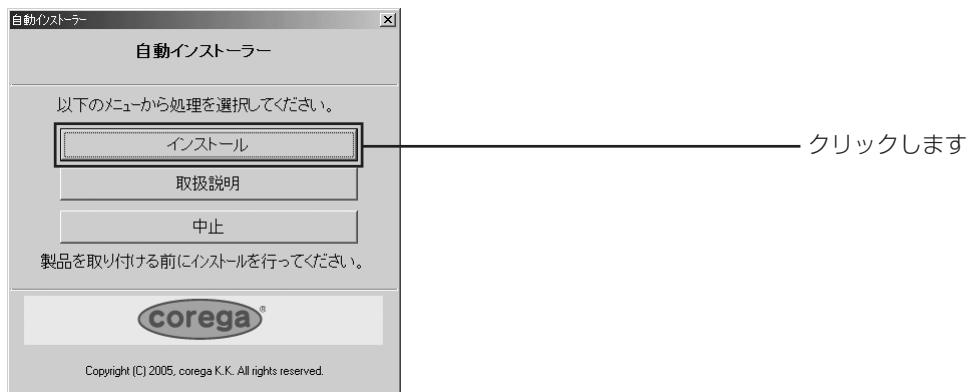 自動インストーラー
自動インストーラー
以下のメニューから処理を選択してください。
インストール
クリックします
取扱説明
中止
製品を取り付ける前にインストールを行ってください。
corega®
Copyright (C) 2005, corega K.K. All rights reserved.